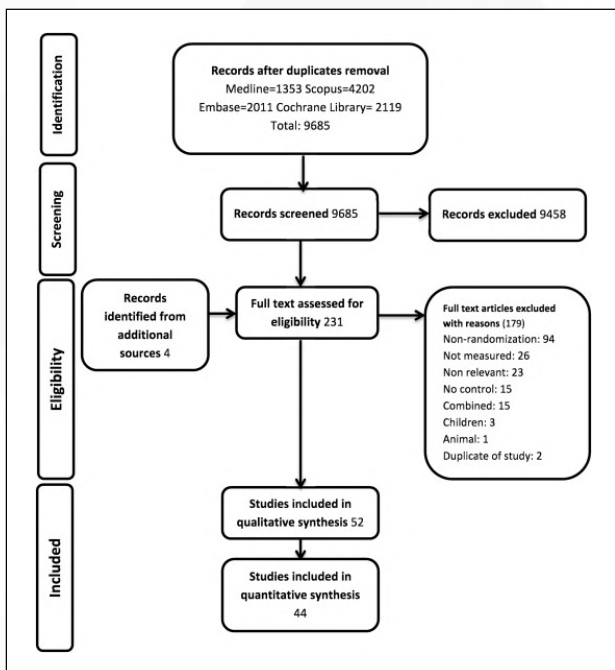 Identification
Records after duplicates removal
Medline=1353 Scopus=4202
Embase=2011 Cochrane Library= 2119
Total: 9685
Screening
Records screened 9685
Records excluded 9458
Eligibility
Records
identified from
additional
sources 4
Full text assessed for
eligibility 231
Full text articles excluded
with reasons (179)
Non-randomization: 94
Not measured: 26
Non relevant: 23
No control: 15
Combined: 15
Children: 3
Animal: 1
Duplicate of study: 2
Included
Studies included in
qualitative synthesis 52
Studies included in
quantitative synthesis
44